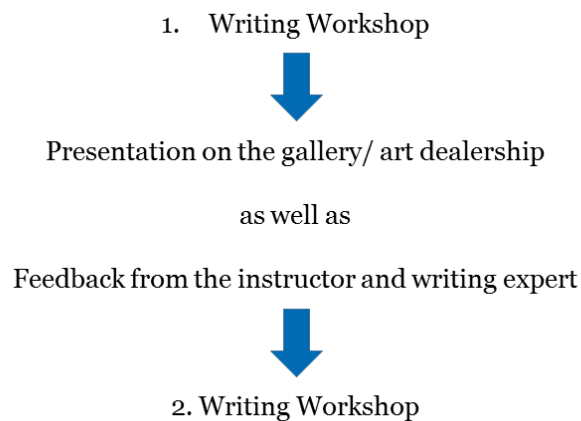 1. Writing Workshop
Presentation on the gallery/ art dealership
as well as
Feedback from the instructor and writing expert
2. Writing Workshop